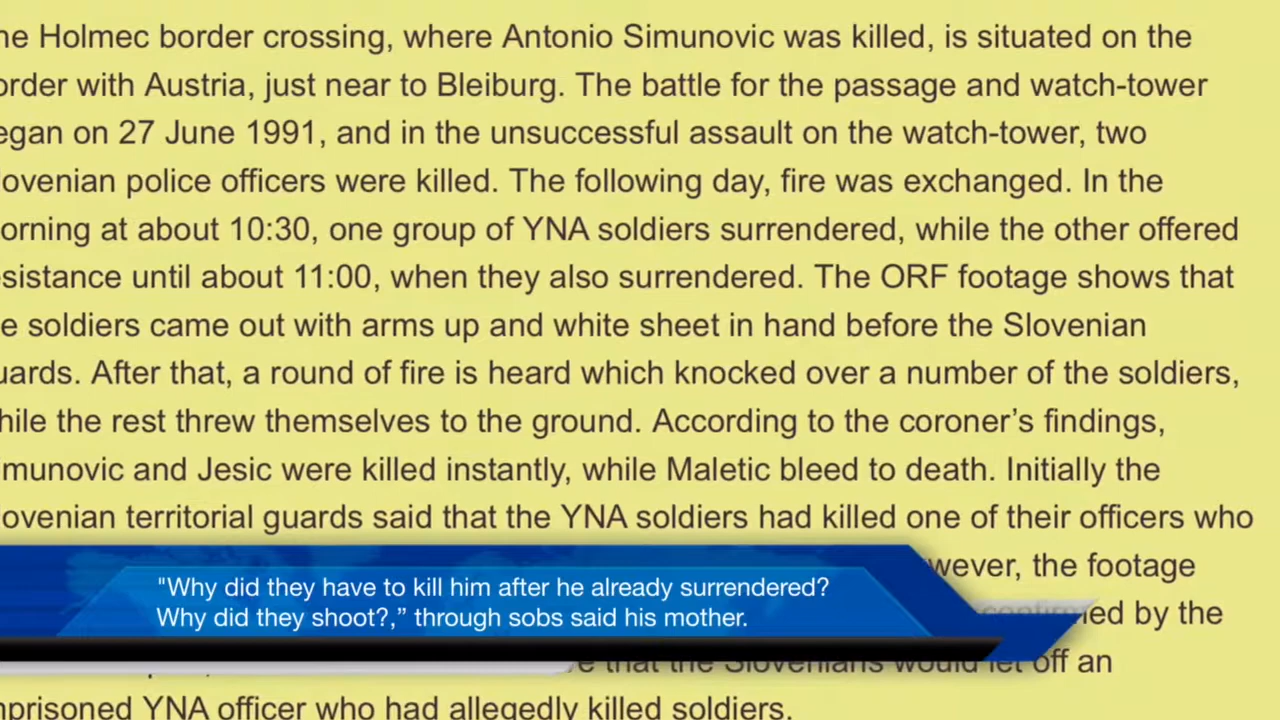 he Holmec border crossing, where Antonio Simunovic was killed, is situated on the
order with Austria, just near to Bleiburg. The battle for the passage and watch-tower
egan on 27 June 1991, and in the unsuccessful assault on the watch-tower, two
lovenian police officers were killed. The following day, fire was exchanged. In the
orning at about 10:30, one group of YNA soldiers surrendered, while the other offered
esistance until about 11:00, when they also surrendered. The ORF footage shows that
e soldiers came out with arms up and white sheet in hand before the Slovenian
uards. After that, a round of fire is heard which knocked over a number of the soldiers,
hile the rest threw themselves to the ground. According to the coroner’s findings,
munovic and Jesic were killed instantly, while Maletic bleed to death. Initially the
lovenian territorial guards said that the YNA soldiers had killed one of their officers who
wever, the footage
by the
e that the Slovenians would let off an
mprisoned YNA officer who had allegedly killed soldiers.
"Why did they have to kill him after he already surrendered?
Why did they shoot?,” through sobs said his mother.